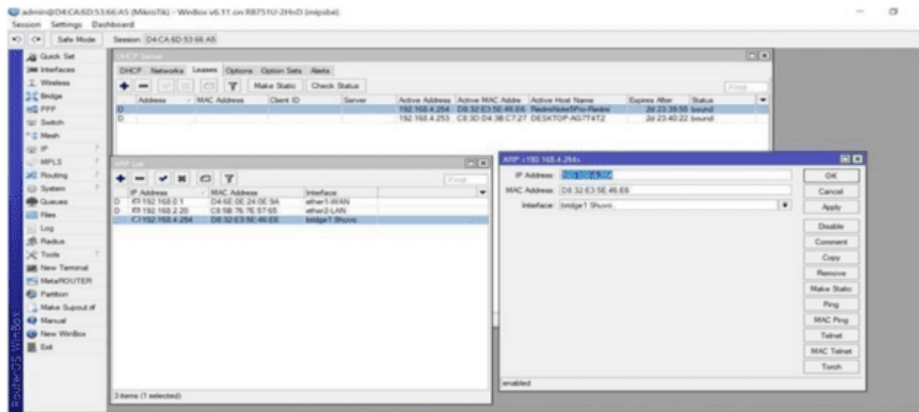 admin@D4:CA:6D:53:66:A5 (MikroTik) - WinBox v6.11 on RB751U-2HnD (mipsbe)
Session Settings Dashboard
Safe Mode Session: D4:CA:6D:53:66:A5
Quick Set
Interfaces
Wireless
Bridge
PPP
Switch
Mesh
IP
MPLS
Routing
System
Queues
Files
Log
Radius
Tools
New Terminal
MetaROUTER
Partition
Make Supout.rif
Manual
New WinBox
Exit
RouterOS WinBox
DHCP Server
DHCP Networks Leases Options Option Sets Alerts
Make Static Check Status Find
Address MAC Address Client ID Server Active Address Active MAC Addre Active Host Name Expires After Status
D 192.168.4.254 D8:32:E3:5E:46:E6 RedmiNote5Pro-Redmi 2d 23:39:55 bound
D 192.168.4.253 C8:3D:D4:3B:C7:27 DESKTOP-AG7T4T2 2d 23:40:22 bound
ARP List
Find
IP Address MAC Address Interface
D 192.168.0.1 D4:6E:0E:24:0E:9A ether1-WAN
D 192.168.2.20 C8:5B:76:7E:57:65 ether2-LAN
D 192.168.4.254 D8:32:E3:5E:46:E6 bridge1 Shuvo
3 items (1 selected)
ARP <192.168.4.254>
IP Address: 192.168.4.254
MAC Address: D8:32:E3:5E:46:E6
Interface: bridge1 Shuvo
OK
Cancel
Apply
Disable
Comment
Copy
Remove
Make Static
Ping
MAC Ping
Telnet
MAC Telnet
Torch
enabled